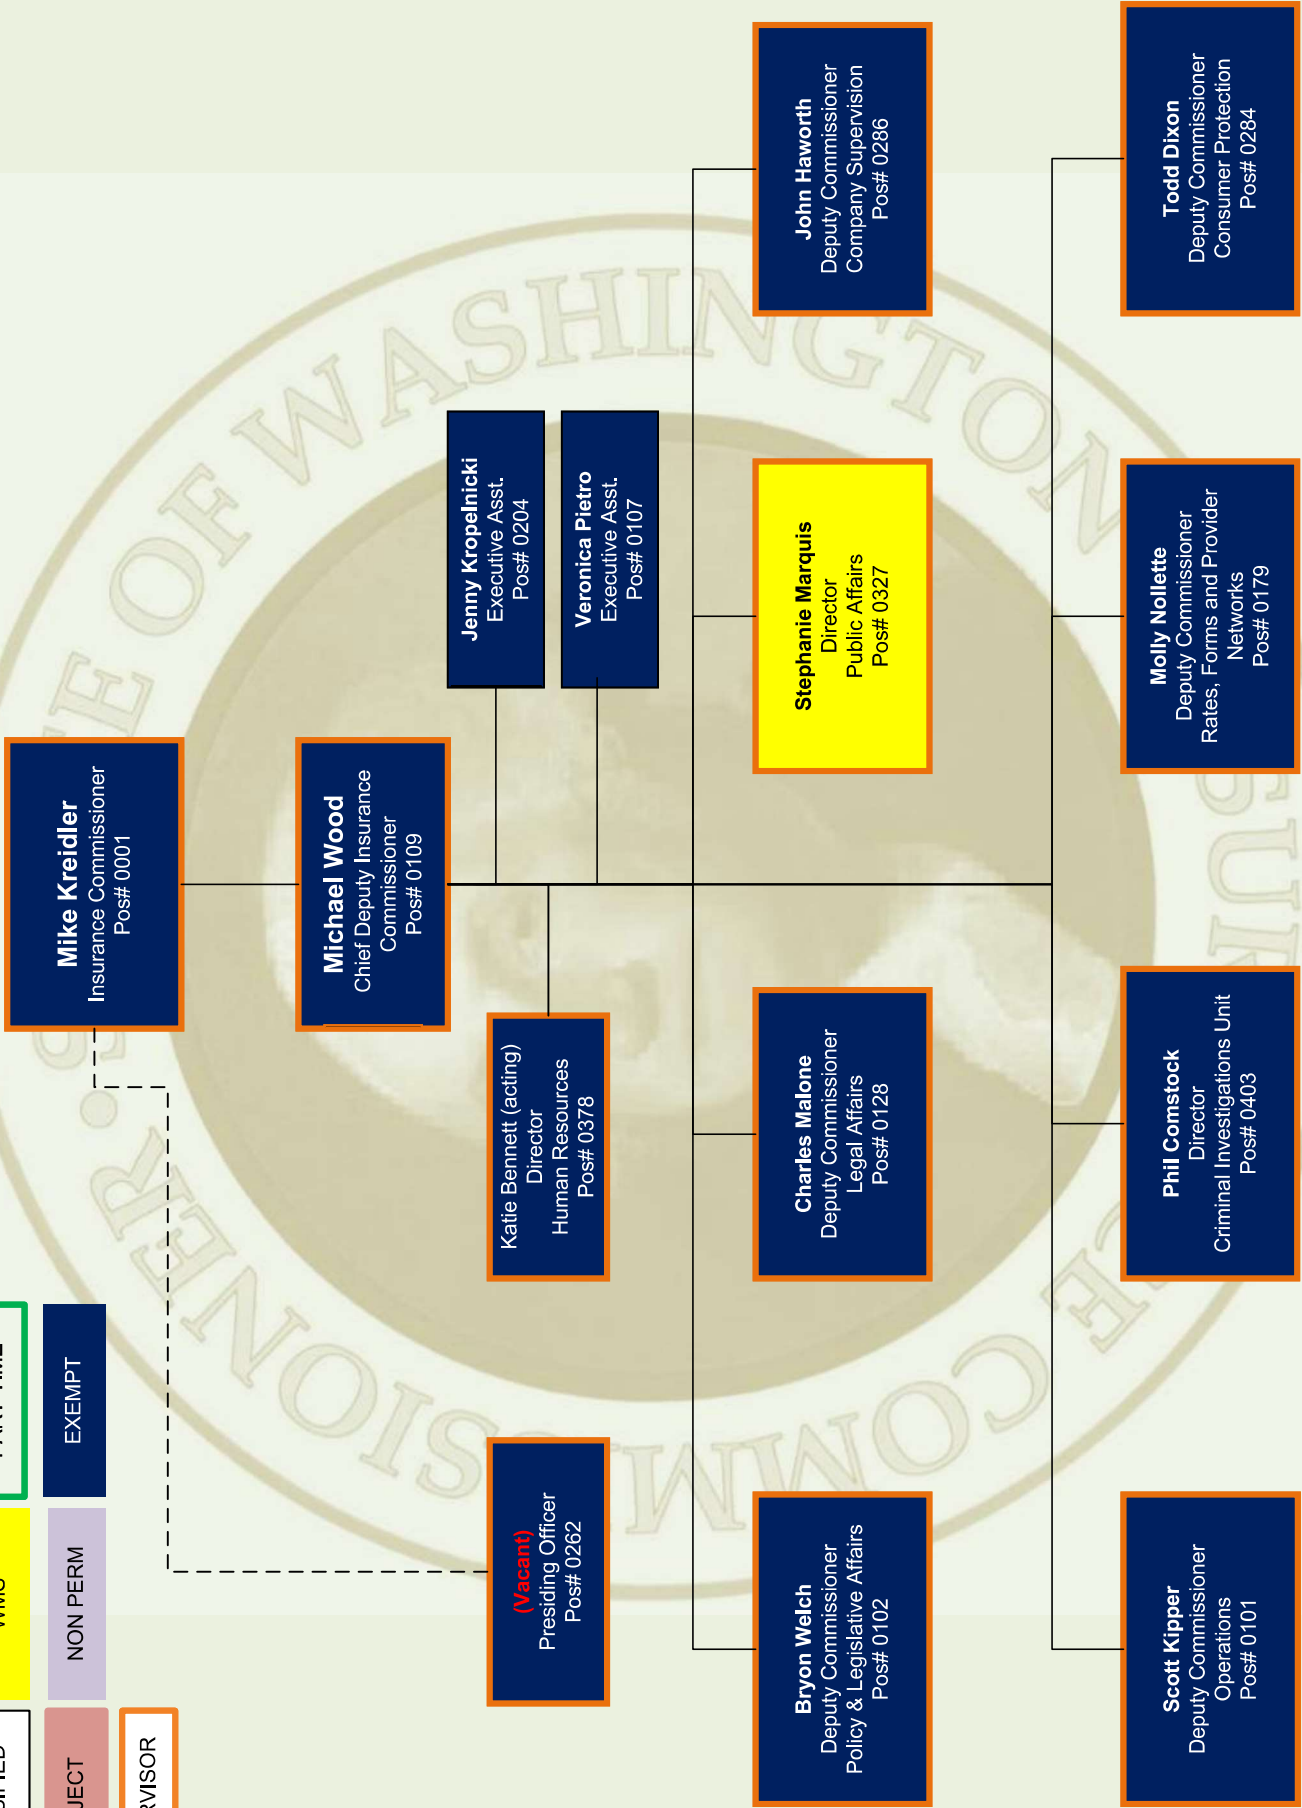 JECT
NON PERM
EXEMPT
RVISOR
Mike Kreidler
Insurance Commissioner
Pos# 0001
Michael Wood
Chief Deputy Insurance
Commissioner
Pos# 0109
Jenny Kropelnicki
Executive Asst.
Pos# 0204
(Vacant)
Presiding Officer
Pos# 0262
Katie Bennett (acting)
Director
Human Resources
Pos# 0378
Veronica Pietro
Executive Asst.
Pos# 0107
Bryon Welch
Deputy Commissioner
Policy & Legislative Affairs
Pos# 0102
Charles Malone
Deputy Commissioner
Legal Affairs
Pos# 0128
Stephanie Marquis
Director
Public Affairs
Pos# 0327
John Haworth
Deputy Commissioner
Company Supervision
Pos# 0286
Scott Kipper
Deputy Commissioner
Operations
Pos# 0101
Phil Comstock
Director
Criminal Investigations Unit
Pos# 0403
Molly Nollette
Deputy Commissioner
Rates, Forms and Provider
Networks
Pos# 0179
Todd Dixon
Deputy Commissioner
Consumer Protection
Pos# 0284
OF WASHINGTON
COMMISSIONER